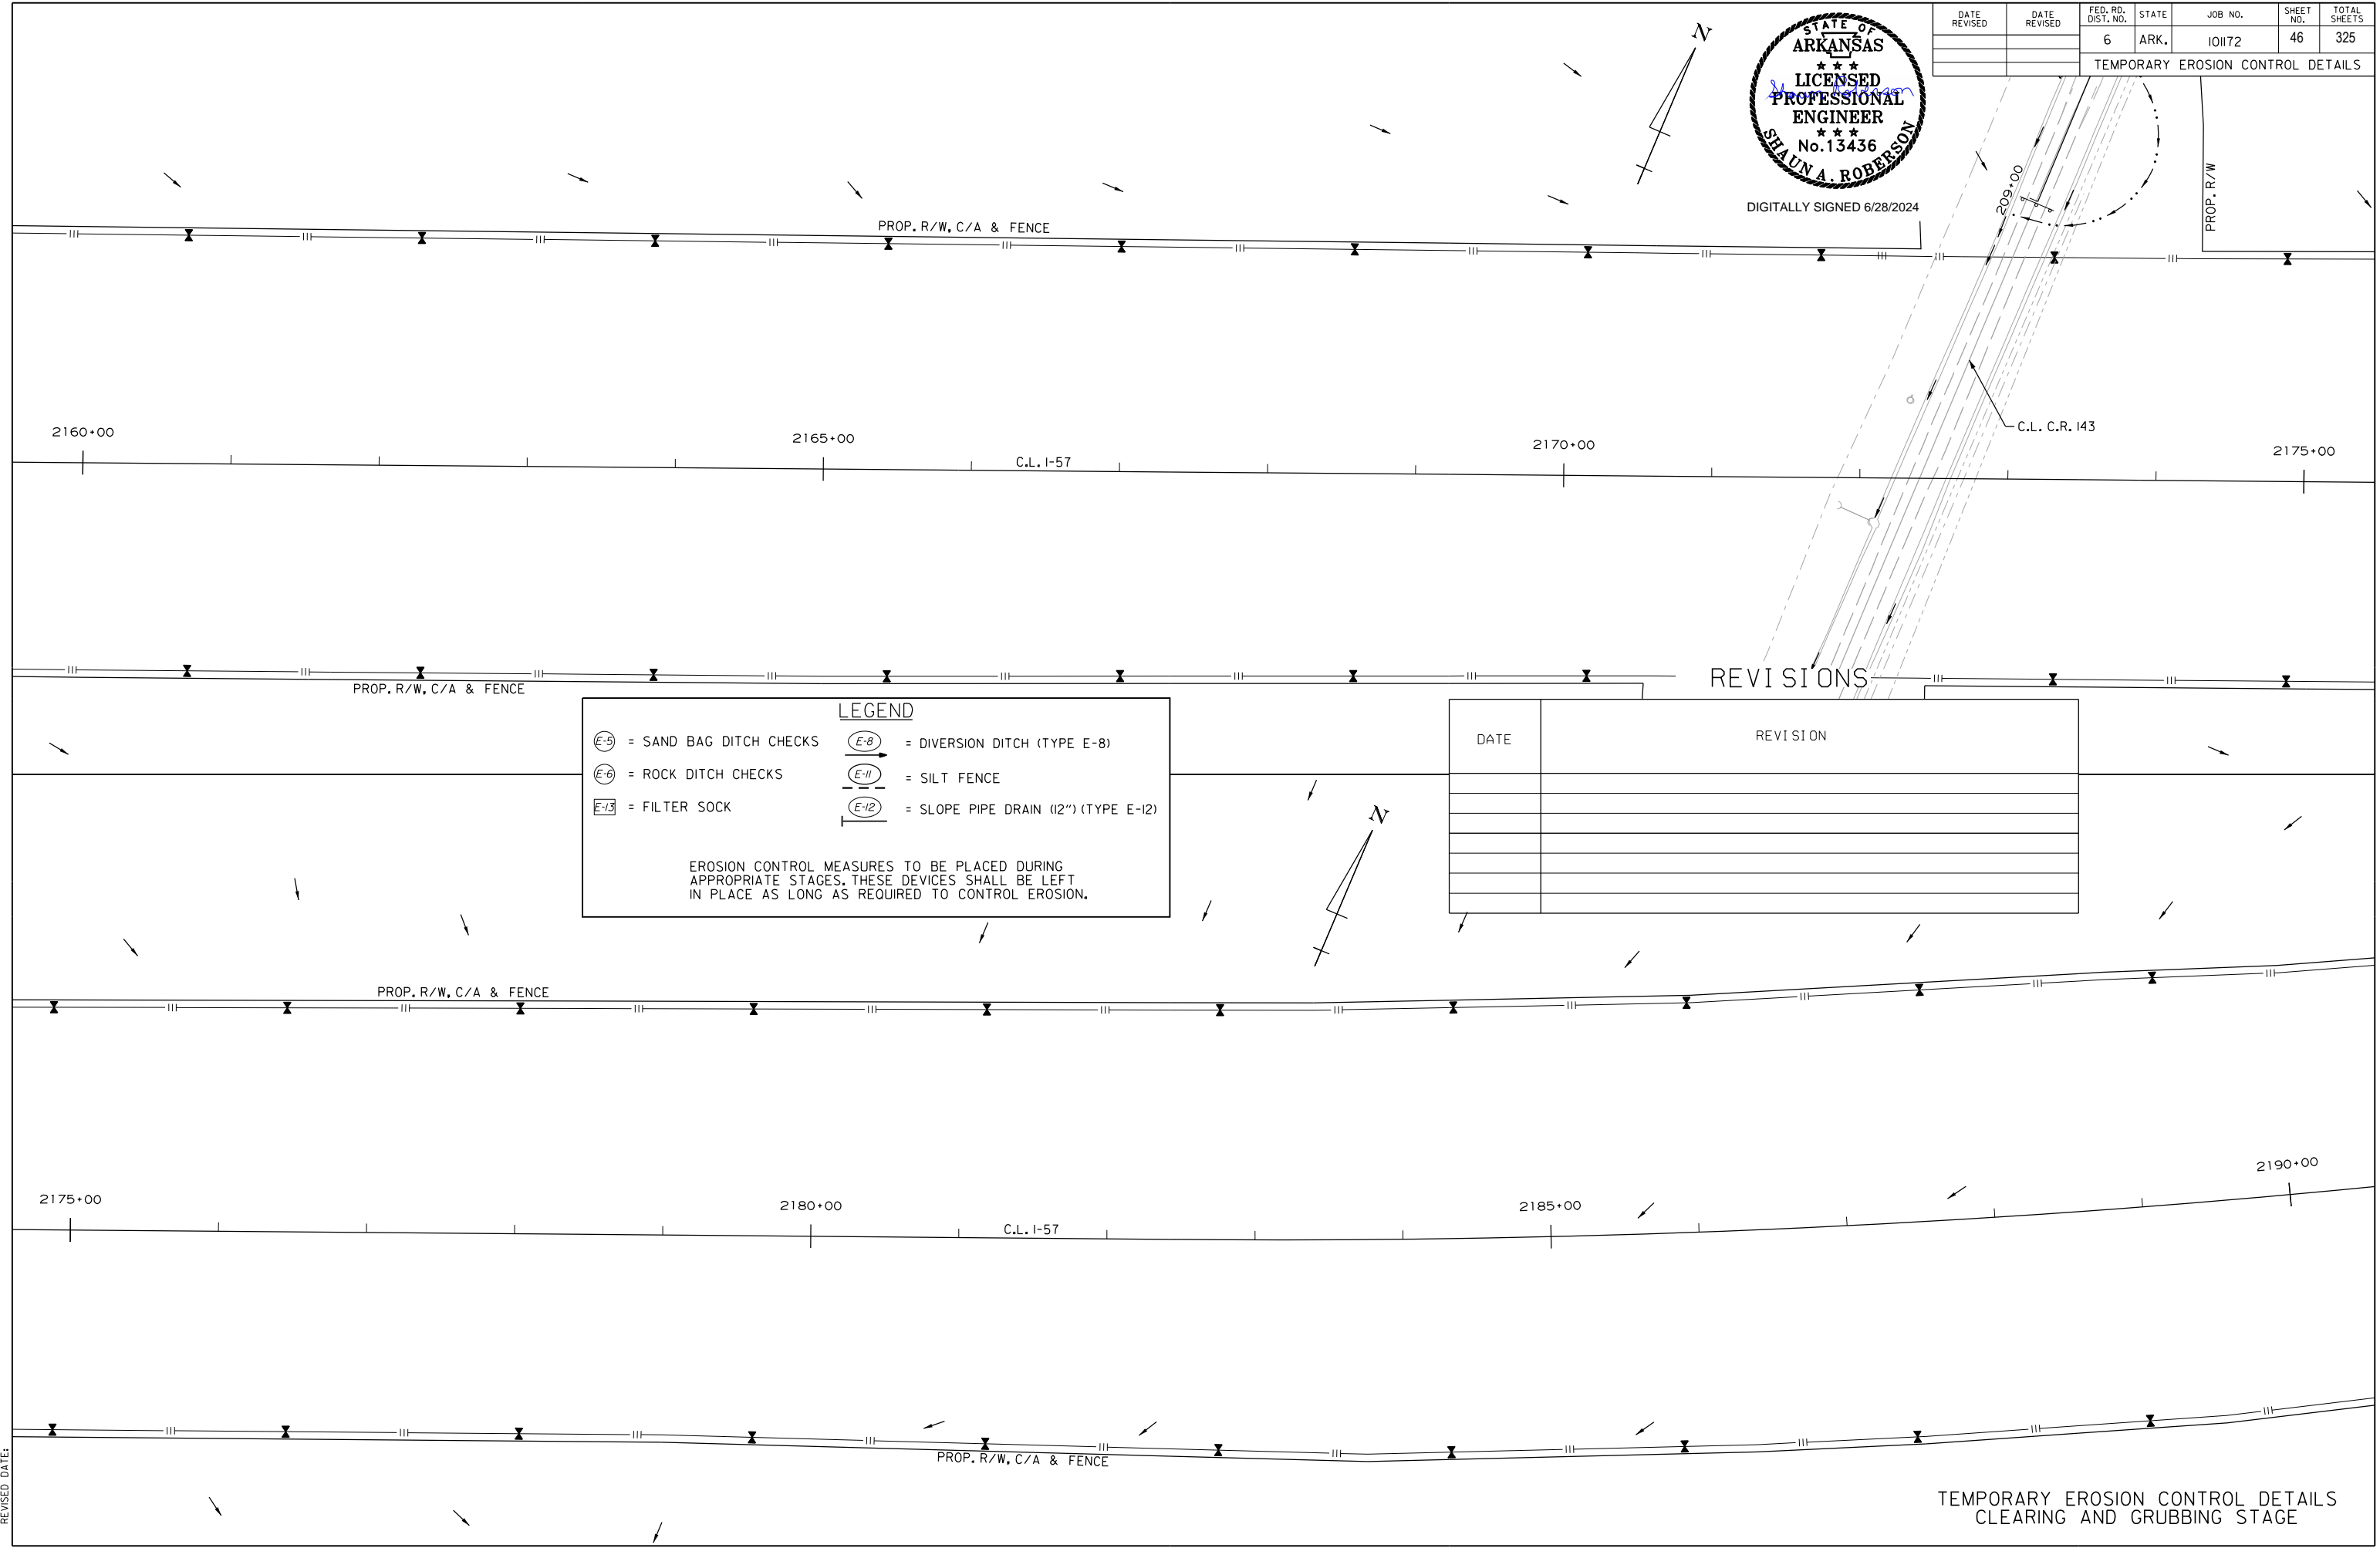 DATE REVISED
DATE REVISED
FED. RD. DIST. NO.
STATE
JOB NO.
SHEET NO.
TOTAL SHEETS
6
ARK.
101172
46
325
TEMPORARY EROSION CONTROL DETAILS
N
STATE OF
ARKANSAS
★ ★ ★
LICENSED
PROFESSIONAL
ENGINEER
★ ★ ★
No.13436
SHAUN A. ROBERSON
Shaun Roberson
DIGITALLY SIGNED 6/28/2024
209+00
PROP. R/W
PROP. R/W, C/A & FENCE
C.L. C.R. 143
2160+00
2165+00
2170+00
2175+00
C.L. I-57
PROP. R/W, C/A & FENCE
REVISIONS
DATE
REVISION
LEGEND
E-5 = SAND BAG DITCH CHECKS
E-8 = DIVERSION DITCH (TYPE E-8)
E-6 = ROCK DITCH CHECKS
E-11 = SILT FENCE
E-13 = FILTER SOCK
E-12 = SLOPE PIPE DRAIN (12") (TYPE E-12)
EROSION CONTROL MEASURES TO BE PLACED DURING
APPROPRIATE STAGES. THESE DEVICES SHALL BE LEFT
IN PLACE AS LONG AS REQUIRED TO CONTROL EROSION.
N
PROP. R/W, C/A & FENCE
2175+00
2180+00
2185+00
2190+00
C.L. I-57
PROP. R/W, C/A & FENCE
REVISED DATE:
TEMPORARY EROSION CONTROL DETAILS
CLEARING AND GRUBBING STAGE